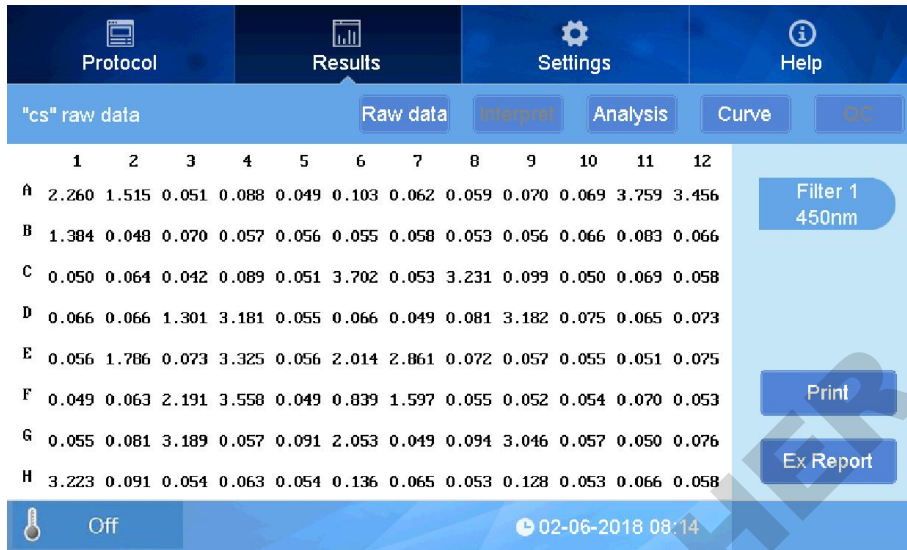 Protocol Results Settings Help
"cs" raw data Raw data Interpret Analysis Curve QC
1 2 3 4 5 6 7 8 9 10 11 12
A 2.260 1.515 0.051 0.088 0.049 0.103 0.062 0.059 0.070 0.069 3.759 3.456
Filter 1
450nm
B 1.384 0.048 0.070 0.057 0.056 0.055 0.058 0.053 0.056 0.066 0.083 0.066
C 0.050 0.064 0.042 0.089 0.051 3.702 0.053 3.231 0.099 0.050 0.069 0.058
D 0.066 0.066 1.301 3.181 0.055 0.066 0.049 0.081 3.182 0.075 0.065 0.073
E 0.056 1.786 0.073 3.325 0.056 2.014 2.861 0.072 0.057 0.055 0.051 0.075
F 0.049 0.063 2.191 3.558 0.049 0.839 1.597 0.055 0.052 0.054 0.070 0.053
Print
G 0.055 0.081 3.189 0.057 0.091 2.053 0.049 0.094 3.046 0.057 0.050 0.076
Ex Report
H 3.223 0.091 0.054 0.063 0.054 0.136 0.065 0.053 0.128 0.053 0.066 0.058
Off 02-06-2018 08:14